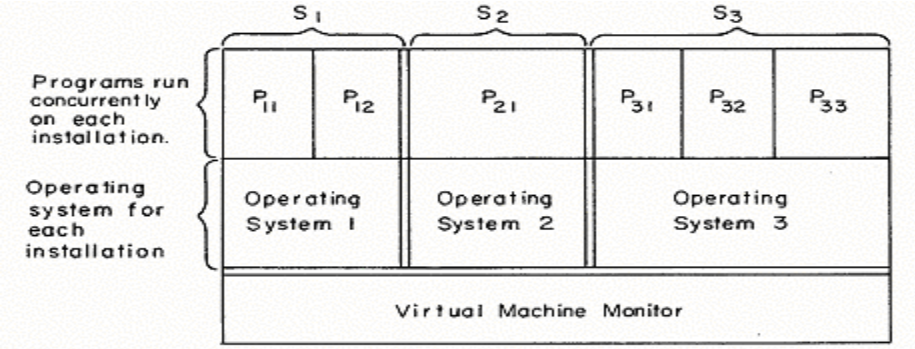 S1 S2 S3
Programs run
concurrently
on each
installation.
P11 P12 P21 P31 P32 P33
Operating
system for
each
installation
Operating
System 1
Operating
System 2
Operating
System 3
Virtual Machine Monitor